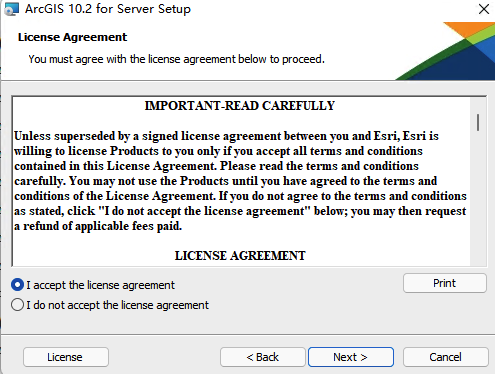 ArcGIS 10.2 for Server Setup
License Agreement
You must agree with the license agreement below to proceed.
IMPORTANT-READ CAREFULLY
Unless superseded by a signed license agreement between you and Esri, Esri is
willing to license Products to you only if you accept all terms and conditions
contained in this License Agreement. Please read the terms and conditions
carefully. You may not use the Products until you have agreed to the terms and
conditions of the License Agreement. If you do not agree to the terms and conditions
as stated, click "I do not accept the license agreement" below; you may then request
a refund of applicable fees paid.
LICENSE AGREEMENT
I accept the license agreement
I do not accept the license agreement
Print
License
< Back
Next >
Cancel